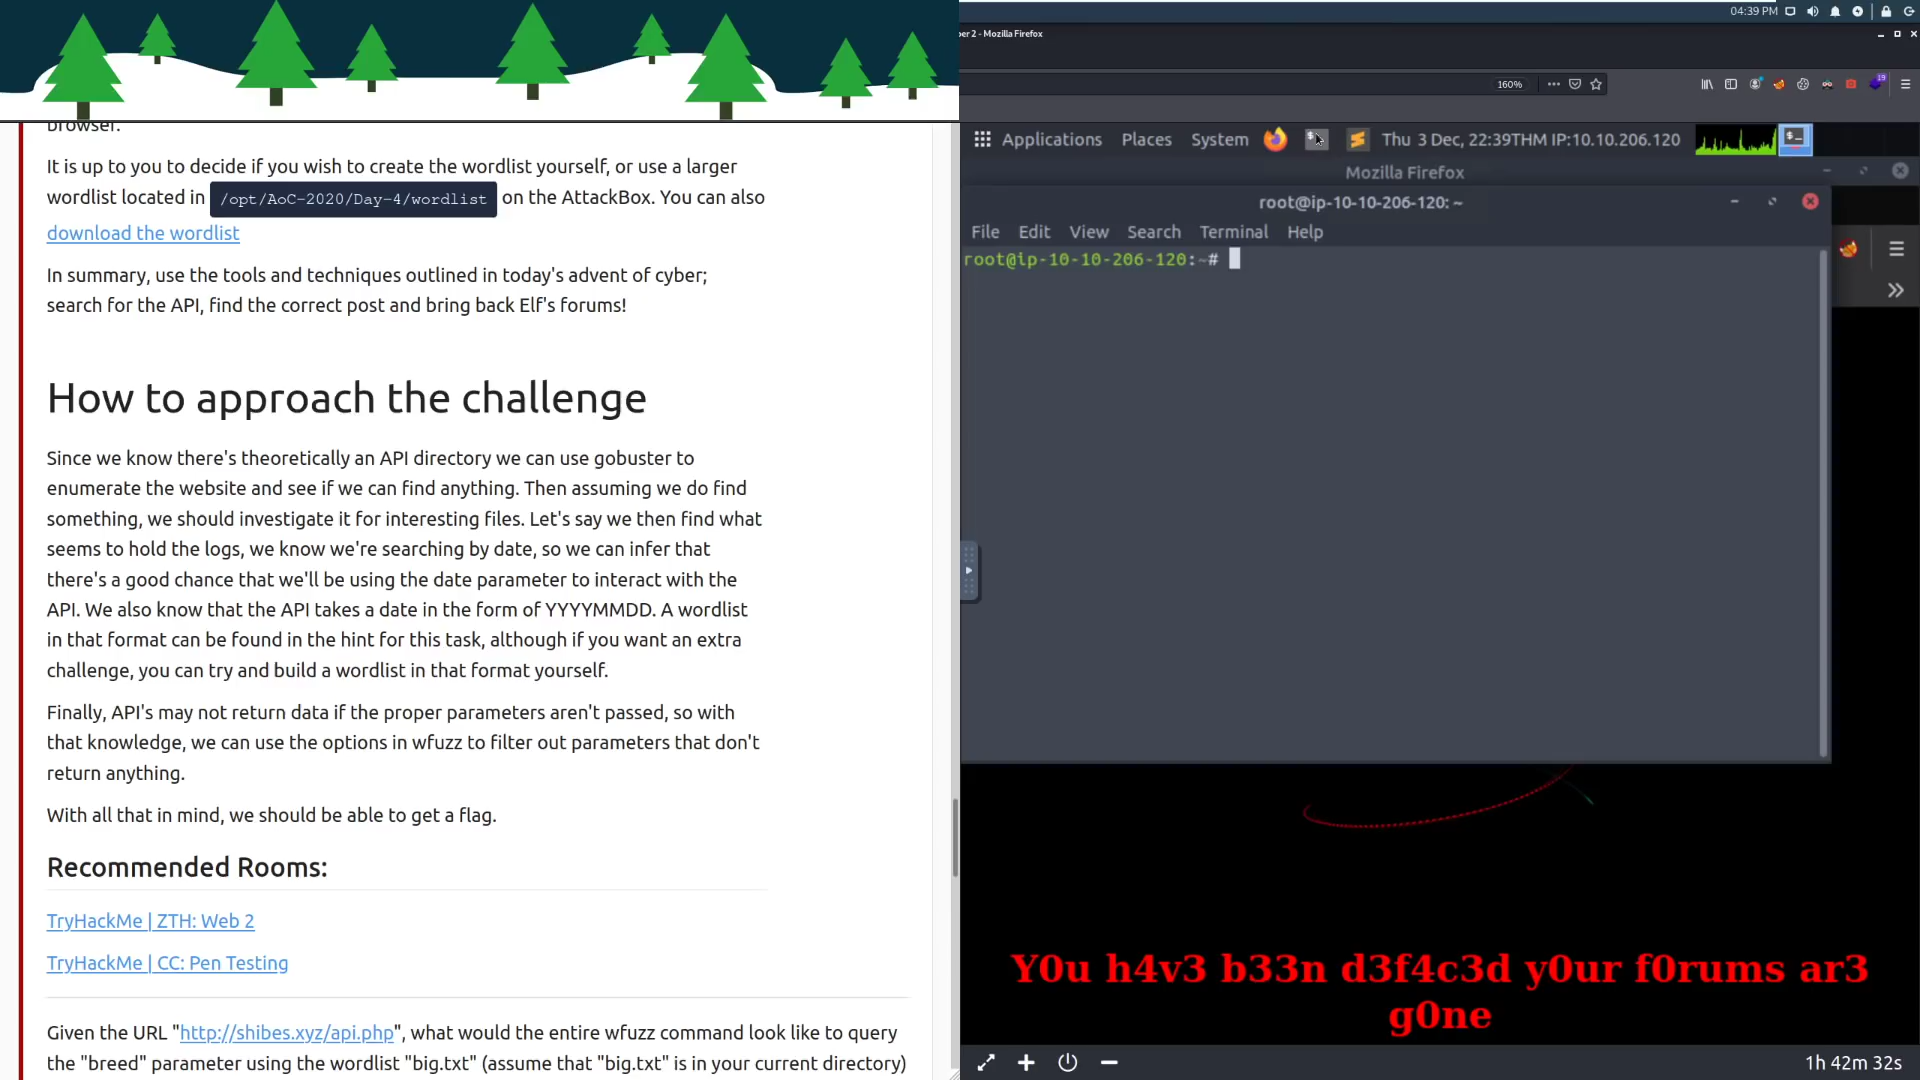 browser.
It is up to you to decide if you wish to create the wordlist yourself, or use a larger
wordlist located in /opt/AoC-2020/Day-4/wordlist on the AttackBox. You can also
download the wordlist
In summary, use the tools and techniques outlined in today's advent of cyber;
search for the API, find the correct post and bring back Elf's forums!
How to approach the challenge
Since we know there's theoretically an API directory we can use gobuster to
enumerate the website and see if we can find anything. Then assuming we do find
something, we should investigate it for interesting files. Let's say we then find what
seems to hold the logs, we know we're searching by date, so we can infer that
there's a good chance that we'll be using the date parameter to interact with the
API. We also know that the API takes a date in the form of YYYYMMDD. A wordlist
in that format can be found in the hint for this task, although if you want an extra
challenge, you can try and build a wordlist in that format yourself.
Finally, API's may not return data if the proper parameters aren't passed, so with
that knowledge, we can use the options in wfuzz to filter out parameters that don't
return anything.
With all that in mind, we should be able to get a flag.
Recommended Rooms:
TryHackMe | ZTH: Web 2
TryHackMe | CC: Pen Testing
Given the URL "http://shibes.xyz/api.php", what would the entire wfuzz command look like to query
the "breed" parameter using the wordlist "big.txt" (assume that "big.txt" is in your current directory)
04:39 PM
ber 2 - Mozilla Firefox
160%
19
Applications Places System Thu 3 Dec, 22:39 THM IP:10.10.206.120
Mozilla Firefox
root@ip-10-10-206-120: ~
File Edit View Search Terminal Help
root@ip-10-10-206-120:~#
Y0u h4v3 b33n d3f4c3d y0ur f0rums ar3
g0ne
1h 42m 32s